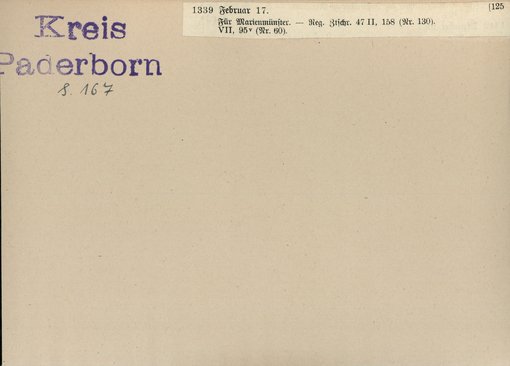 Kreis
Paderborn
S. 167
1339 Februar 17. [125
Für Marienmünster. — Reg. Ztschr. 47 II, 158 (Nr. 130).
VII, 95v (Nr. 60).